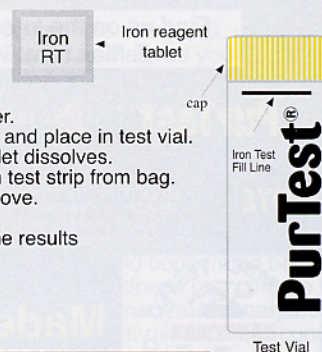 Iron
RT
Iron reagent
tablet
cap
er.
and place in test vial.
let dissolves.
test strip from bag.
ove.
e results
Iron Test
Fill Line
PurTest®
Test Vial